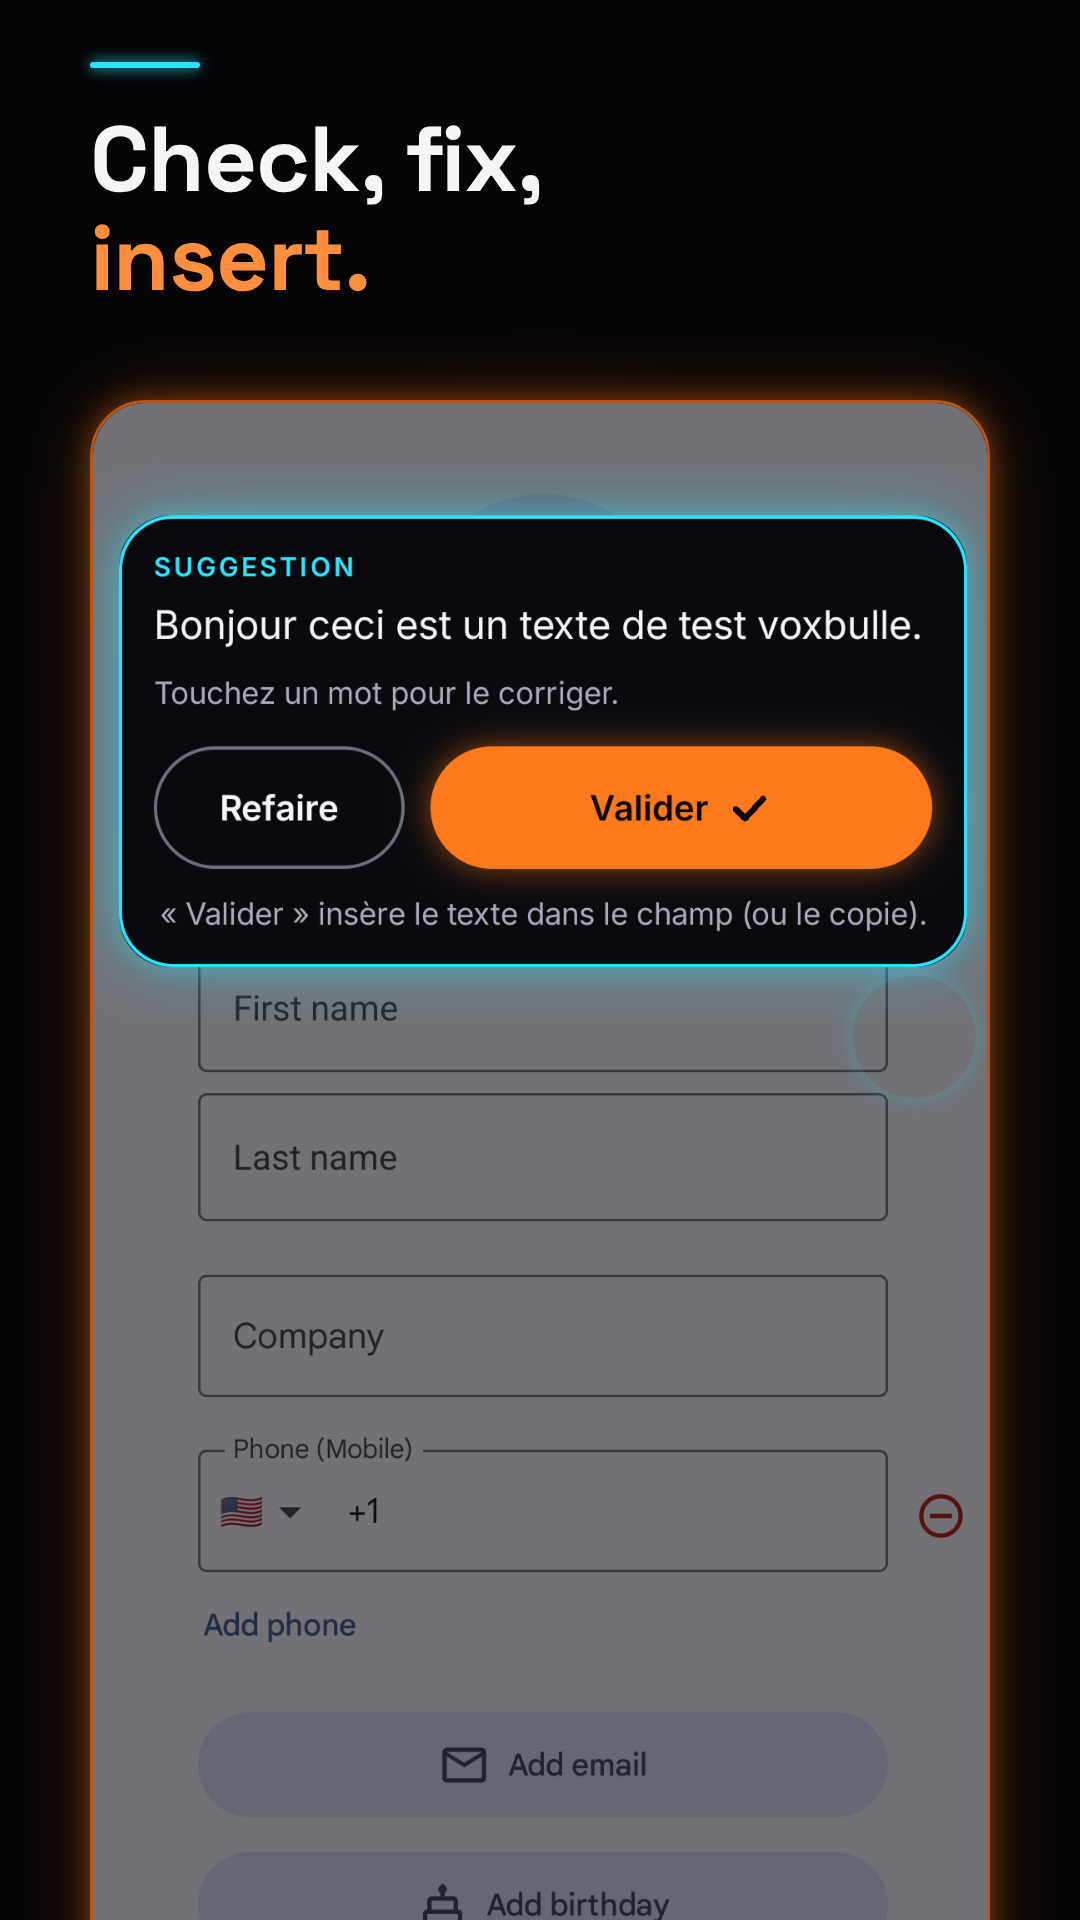 Check, fix,
insert.
SUGGESTION
Bonjour ceci est un texte de test voxbulle.
Touchez un mot pour le corriger.
Refaire
Valider ✓
« Valider » insère le texte dans le champ (ou le copie).
First name
Last name
Company
Phone (Mobile)
+1
Add phone
Add email
Add birthday